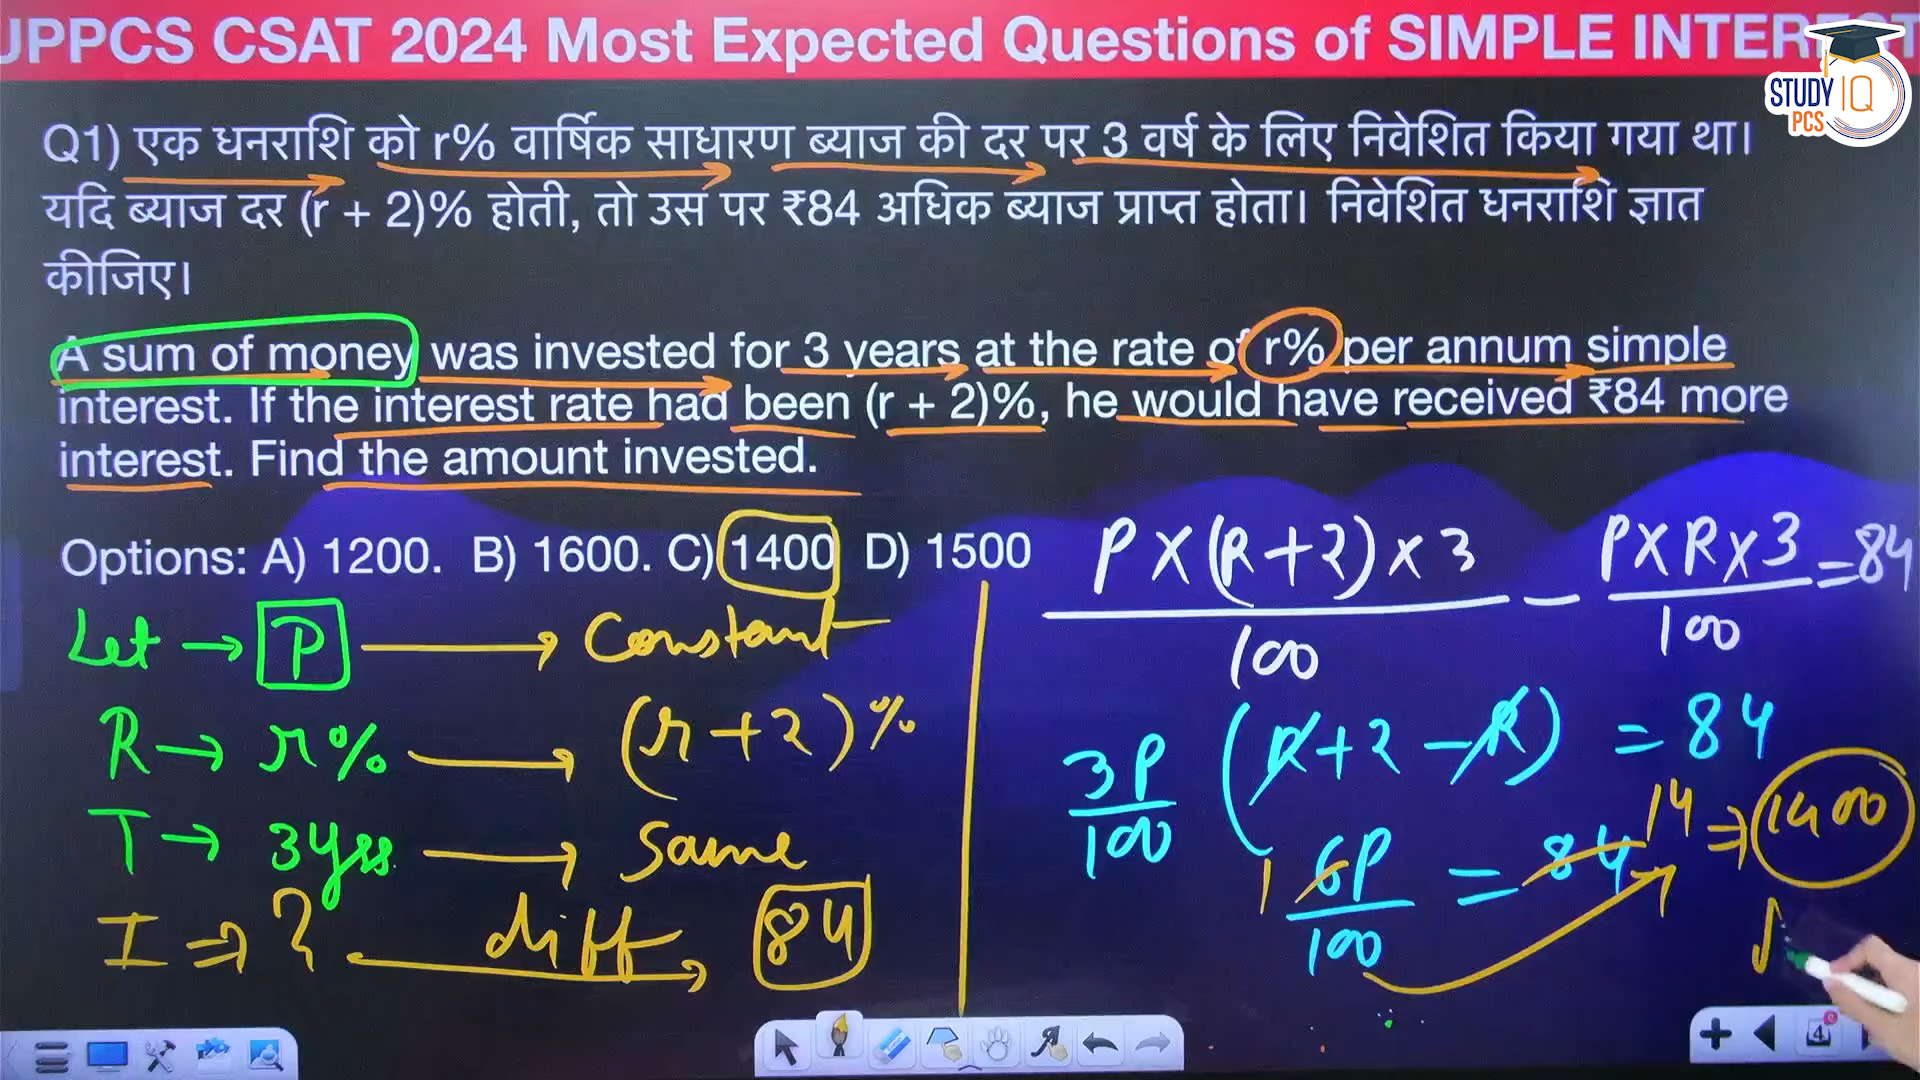 UPPCS CSAT 2024 Most Expected Questions of SIMPLE INTEREST
STUDY IQ
PCS
Q1) एक धनराशि को r% वार्षिक साधारण ब्याज की दर पर 3 वर्ष के लिए निवेशित किया गया था।
यदि ब्याज दर (r + 2)% होती, तो उस पर ₹84 अधिक ब्याज प्राप्त होता। निवेशित धनराशि ज्ञात
कीजिए।
A sum of money was invested for 3 years at the rate of r% per annum simple
interest. If the interest rate had been (r + 2)%, he would have received ₹84 more
interest. Find the amount invested.
Options: A) 1200. B) 1600. C) 1400 D) 1500
Let → P → Constant
R → r% → (r+2)%
T → 3yrs → Same
I ⇒ ? diff 84
P×(R+2)×3 − P×R×3 = 84
100 100
3P (R+2−R) = 84
100
1 6P = 84 14 ⇒ 1400
100
4